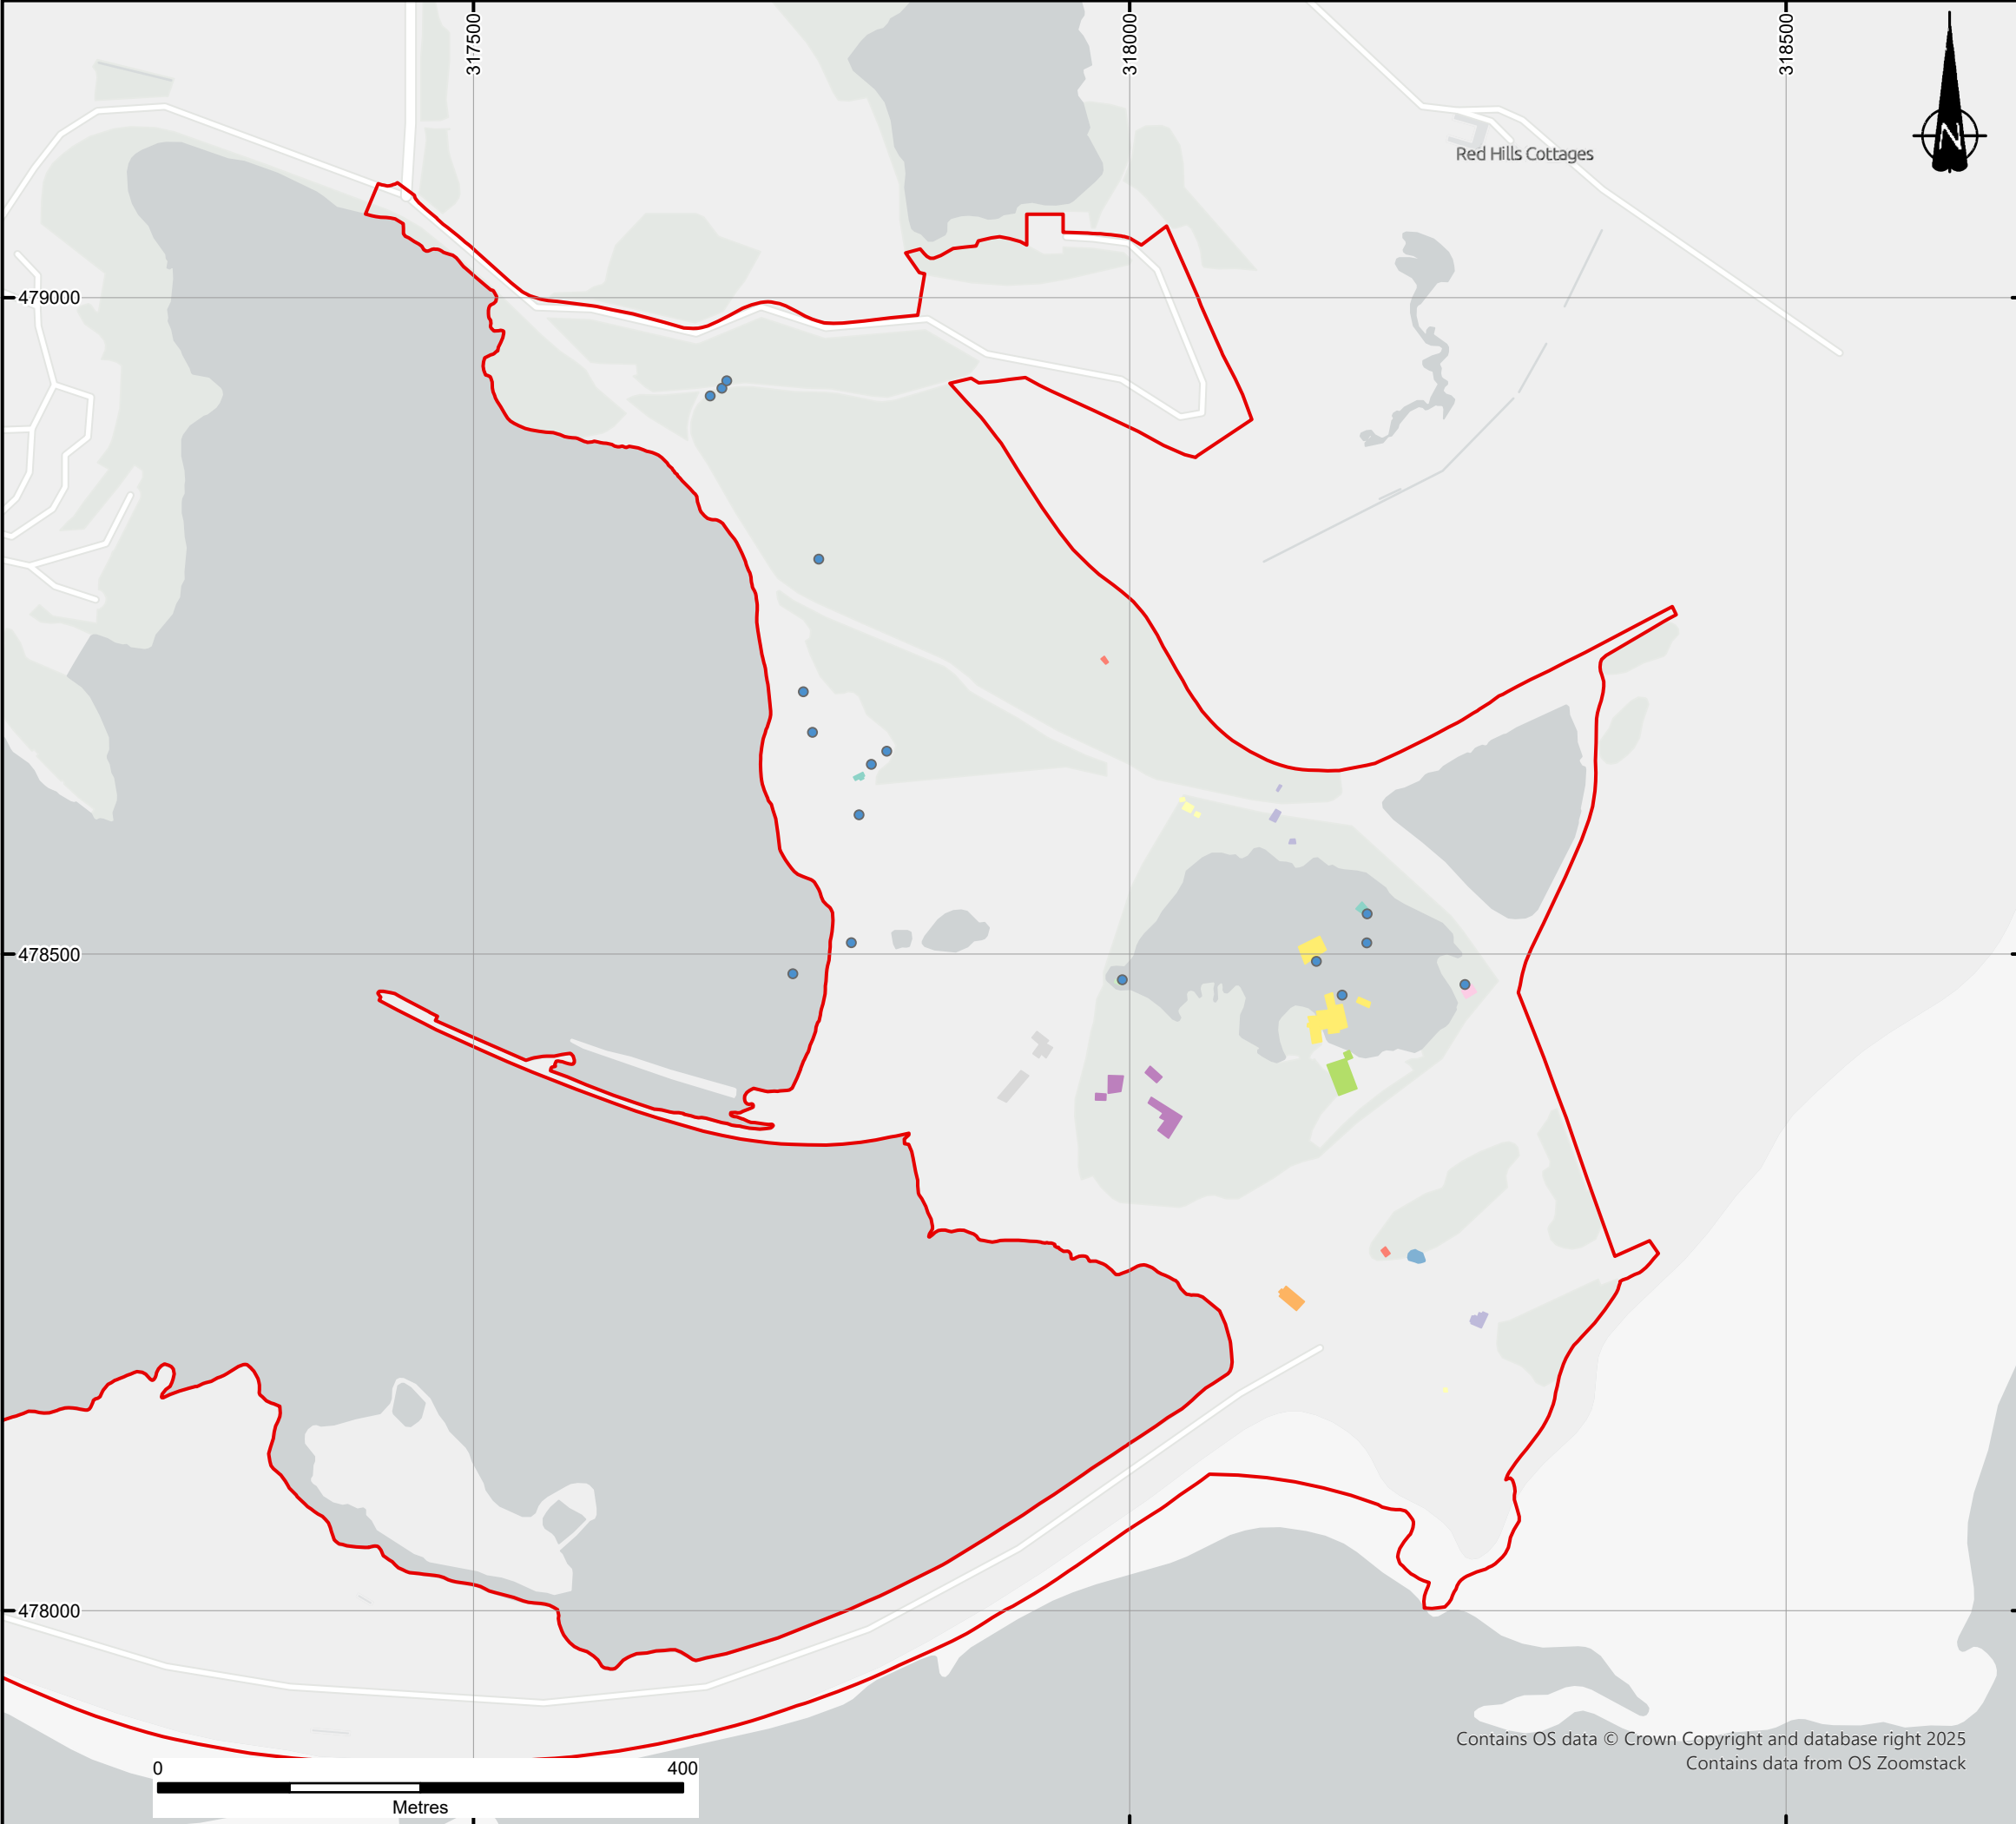 317500
318000
318500
N
Red Hills Cottages
479000
478500
478000
Contains OS data © Crown Copyright and database right 2025
Contains data from OS Zoomstack
0 400
Metres